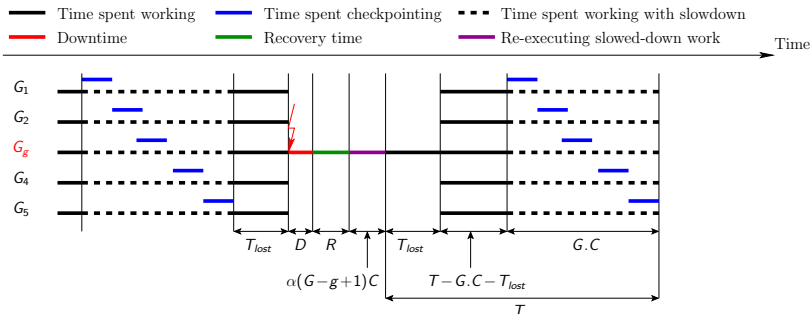 Time spent working Time spent checkpointing Time spent working with slowdown
Downtime Recovery time Re-executing slowed-down work
Time
G1
G2
Gg
G4
G5
Tlost D R Tlost G.C
α(G−g+1)C T−G.C−Tlost
T